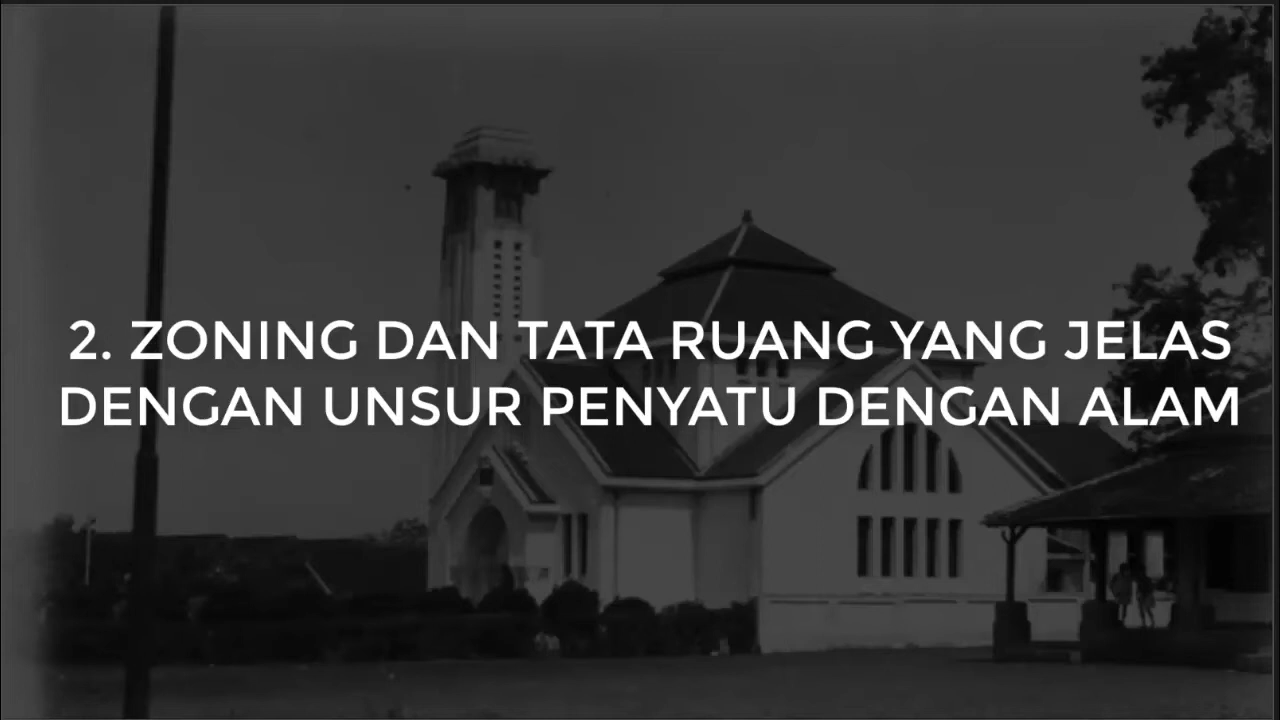 2. ZONING DAN TATA RUANG YANG JELAS
DENGAN UNSUR PENYATU DENGAN ALAM